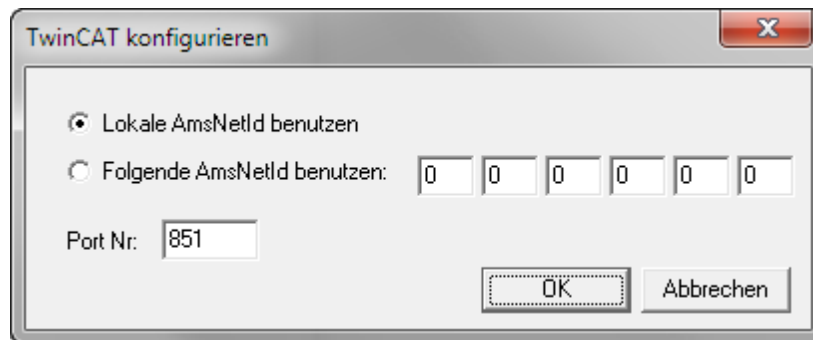 TwinCAT konfigurieren
Lokale AmsNetId benutzen
Folgende AmsNetId benutzen: 0 0 0 0 0 0
Port Nr: 851
OK Abbrechen